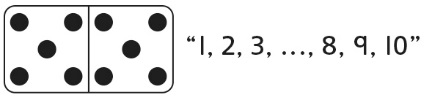 “1, 2, 3, ..., 8, 9, 10”